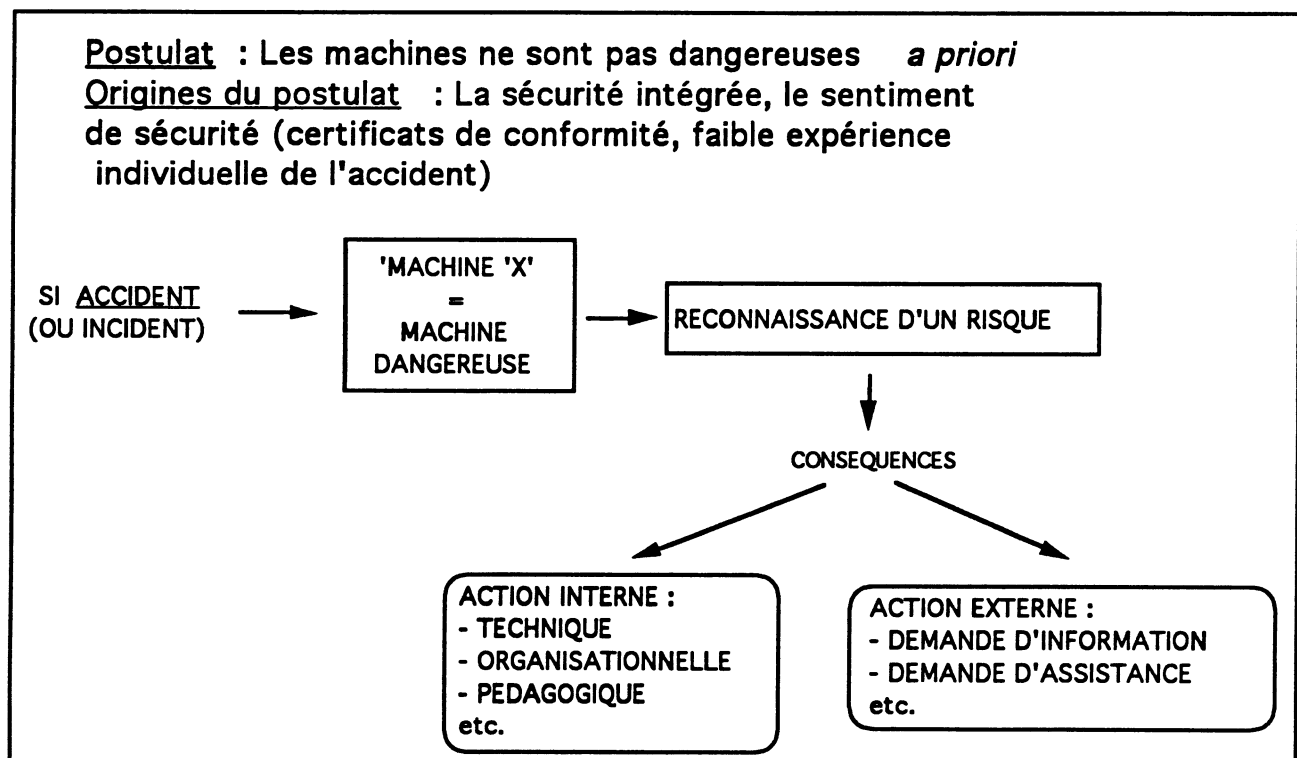 Postulat : Les machines ne sont pas dangereuses a priori
Origines du postulat : La sécurité intégrée, le sentiment
de sécurité (certificats de conformité, faible expérience
individuelle de l'accident)
SI ACCIDENT
(OU INCIDENT)
'MACHINE 'X'
=
MACHINE
DANGEREUSE
RECONNAISSANCE D'UN RISQUE
CONSEQUENCES
ACTION INTERNE :
- TECHNIQUE
- ORGANISATIONNELLE
- PEDAGOGIQUE
etc.
ACTION EXTERNE :
- DEMANDE D'INFORMATION
- DEMANDE D'ASSISTANCE
etc.